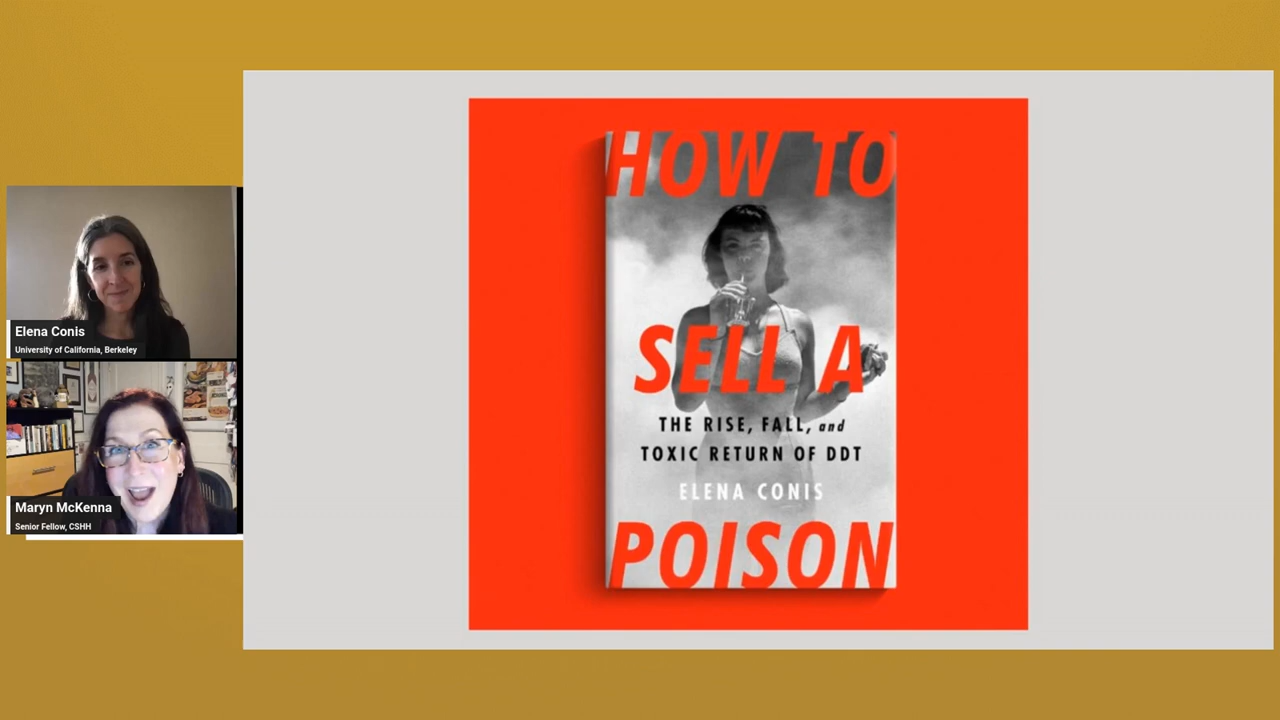 Elena Conis
University of California, Berkeley
Maryn McKenna
Senior Fellow, CSHH
HOW TO
SELL A
THE RISE, FALL, and
TOXIC RETURN OF DDT
ELENA CONIS
POISON